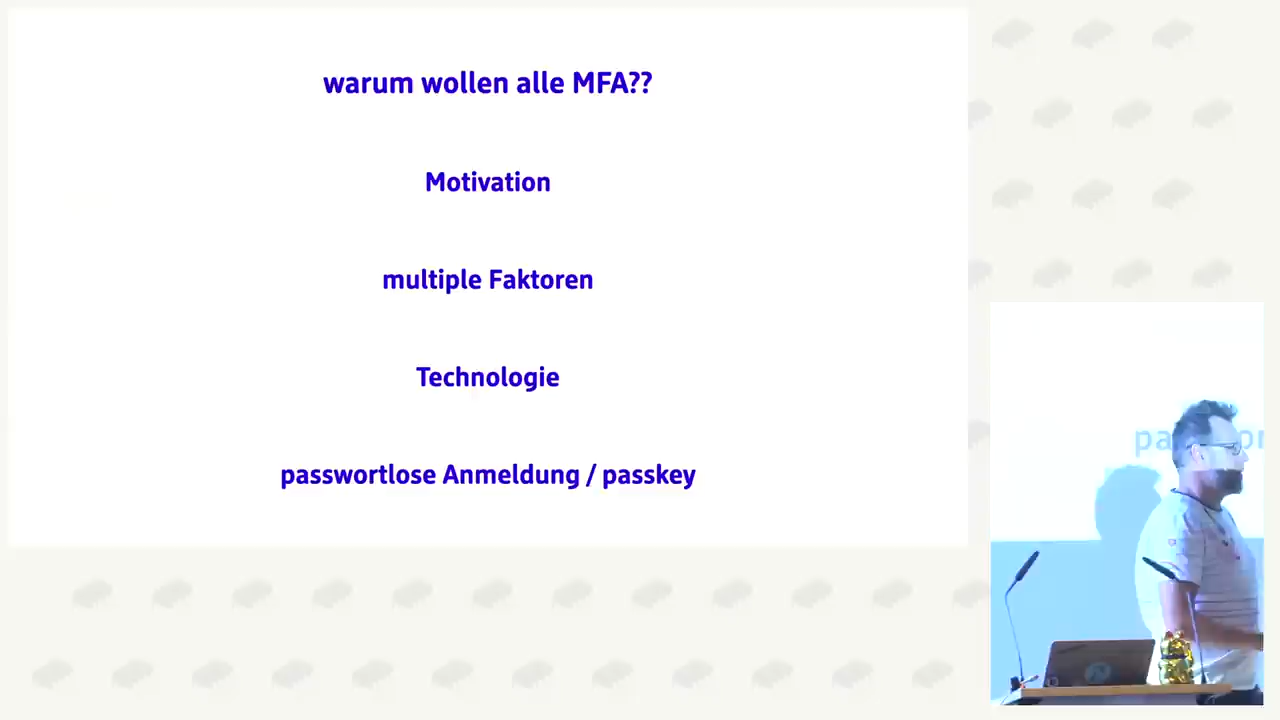 warum wollen alle MFA??
Motivation
multiple Faktoren
Technologie
passwortlose Anmeldung / passkey